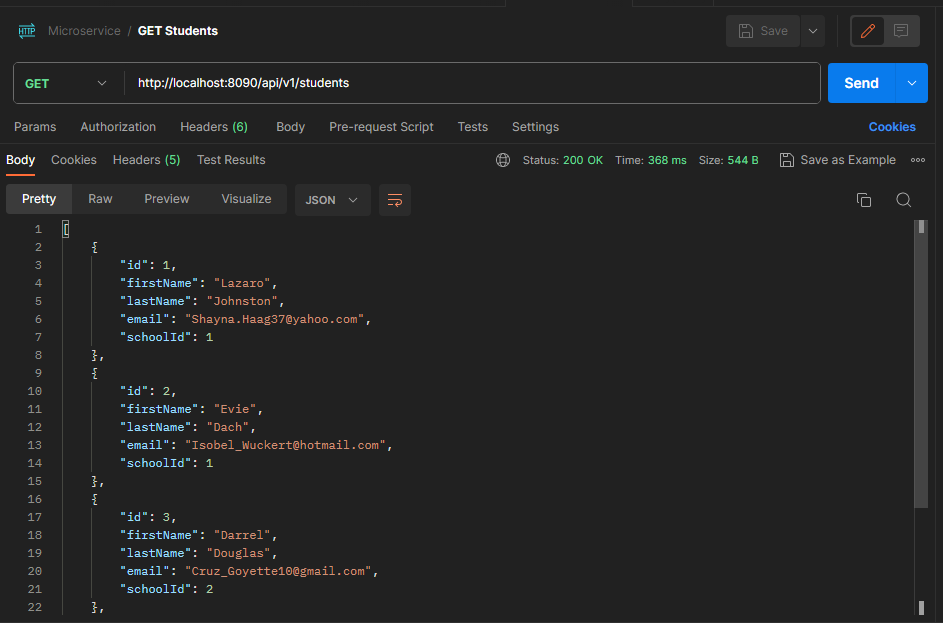 HTTP Microservice / GET Students Save
GET http://localhost:8090/api/v1/students Send
Params Authorization Headers (6) Body Pre-request Script Tests Settings Cookies
Body Cookies Headers (5) Test Results Status: 200 OK Time: 368 ms Size: 544 B Save as Example
Pretty Raw Preview Visualize JSON
1 [
2 {
3 "id": 1,
4 "firstName": "Lazaro",
5 "lastName": "Johnston",
6 "email": "Shayna.Haag37@yahoo.com",
7 "schoolId": 1
8 },
9 {
10 "id": 2,
11 "firstName": "Evie",
12 "lastName": "Dach",
13 "email": "Isobel_Wuckert@hotmail.com",
14 "schoolId": 1
15 },
16 {
17 "id": 3,
18 "firstName": "Darrel",
19 "lastName": "Douglas",
20 "email": "Cruz_Goyette10@gmail.com",
21 "schoolId": 2
22 },